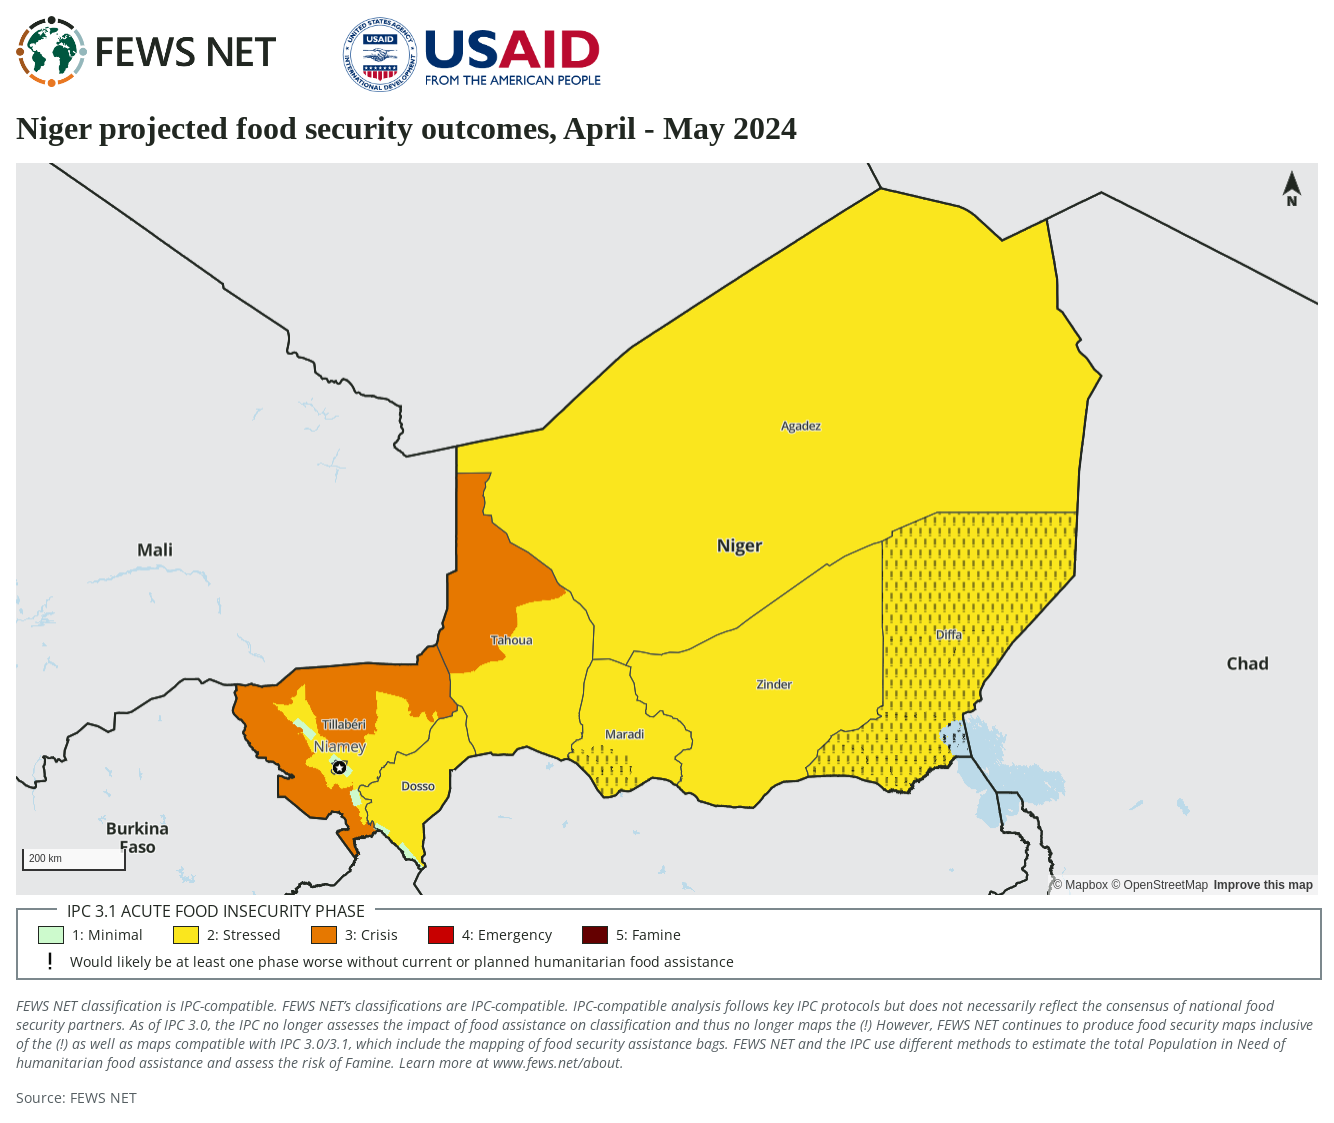 FEWS NET
UNITED STATES AGENCY
USAID
INTERNATIONAL DEVELOPMENT
USAID
FROM THE AMERICAN PEOPLE
Niger projected food security outcomes, April - May 2024
N
Agadez
Niger
Mali
Diffa
Tahoua
Chad
Zinder
Tillabéri
Maradi
Niamey
Dosso
Burkina
Faso
200 km
© Mapbox © OpenStreetMap Improve this map
IPC 3.1 ACUTE FOOD INSECURITY PHASE
1: Minimal
2: Stressed
3: Crisis
4: Emergency
5: Famine
! Would likely be at least one phase worse without current or planned humanitarian food assistance
FEWS NET classification is IPC-compatible. FEWS NET’s classifications are IPC-compatible. IPC-compatible analysis follows key IPC protocols but does not necessarily reflect the consensus of national food
security partners. As of IPC 3.0, the IPC no longer assesses the impact of food assistance on classification and thus no longer maps the (!) However, FEWS NET continues to produce food security maps inclusive
of the (!) as well as maps compatible with IPC 3.0/3.1, which include the mapping of food security assistance bags. FEWS NET and the IPC use different methods to estimate the total Population in Need of
humanitarian food assistance and assess the risk of Famine. Learn more at www.fews.net/about.
Source: FEWS NET